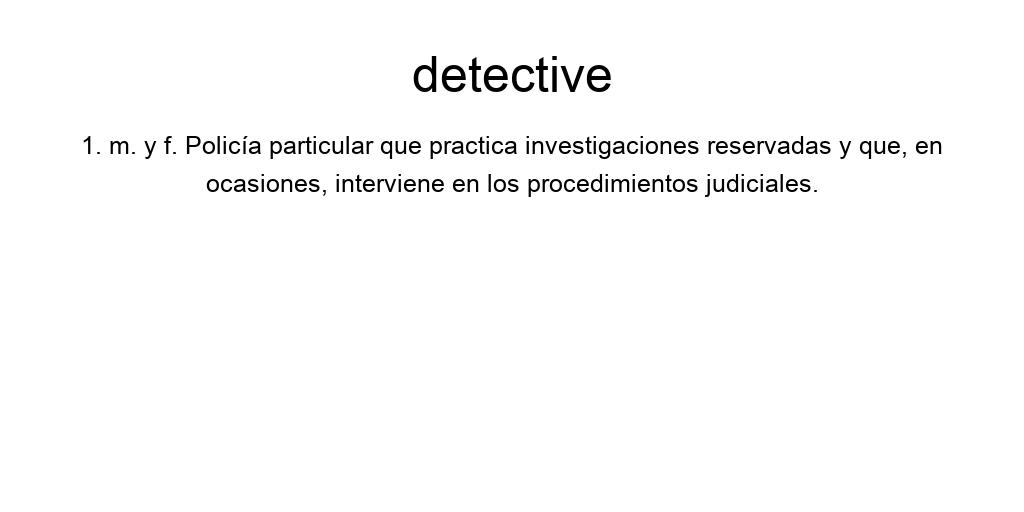 detective
1. m. y f. Policía particular que practica investigaciones reservadas y que, en
ocasiones, interviene en los procedimientos judiciales.